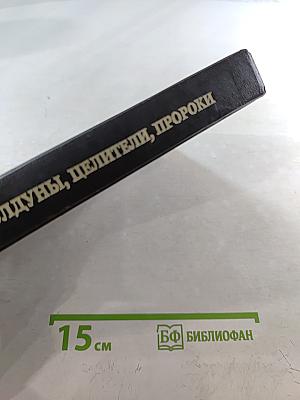 ЛДУНЫ, ЦЕЛИТЕЛИ, ПРОРОКИ
15 см
БФ БИБЛИОФАН